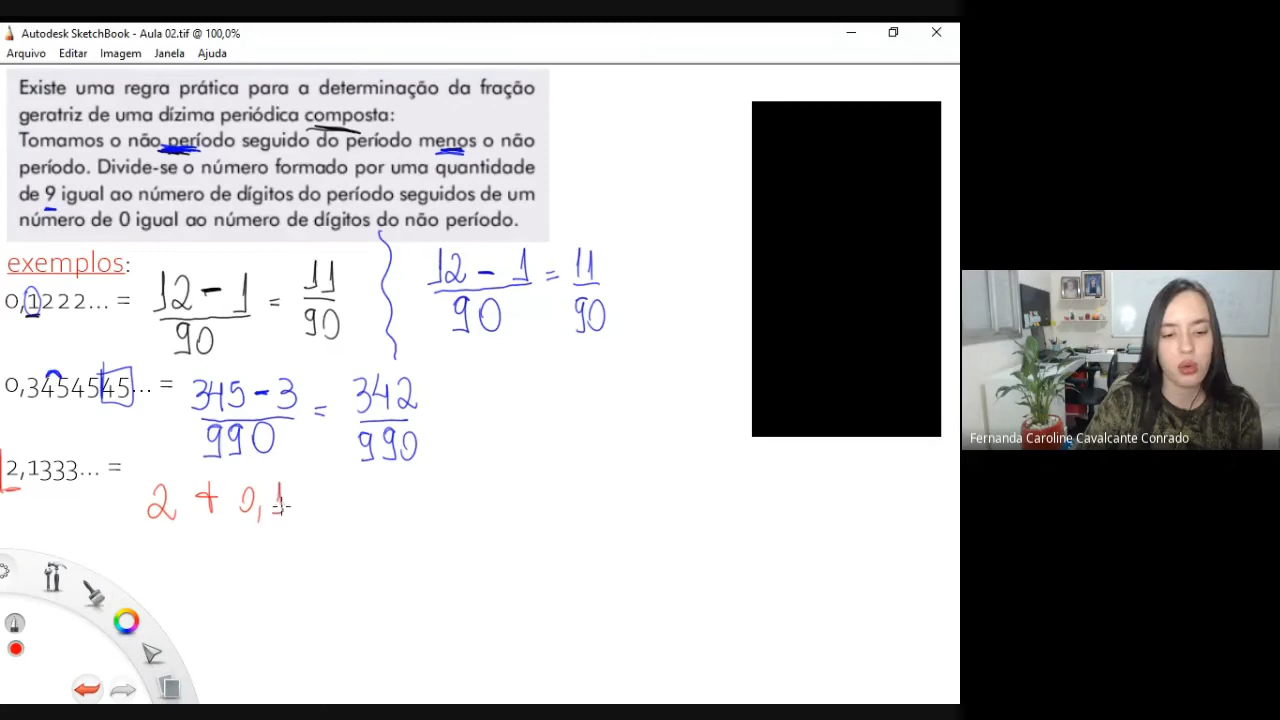 Autodesk SketchBook - Aula 02.tif @ 100,0%
Arquivo Editar Imagem Janela Ajuda
Existe uma regra prática para a determinação da fração
geratriz de uma dízima periódica composta:
Tomamos o não período seguido do período menos o não
período. Divide-se o número formado por uma quantidade
de 9 igual ao número de dígitos do período seguidos de um
número de 0 igual ao número de dígitos do não período.
exemplos:
0,1222... = 12 - 1 / 90 = 11 / 90 12 - 1 / 90 = 11 / 90
0,3454545... = 345 - 3 / 990 = 342 / 990
2,1333... =
2 + 0,1
Fernanda Caroline Cavalcante Conrado